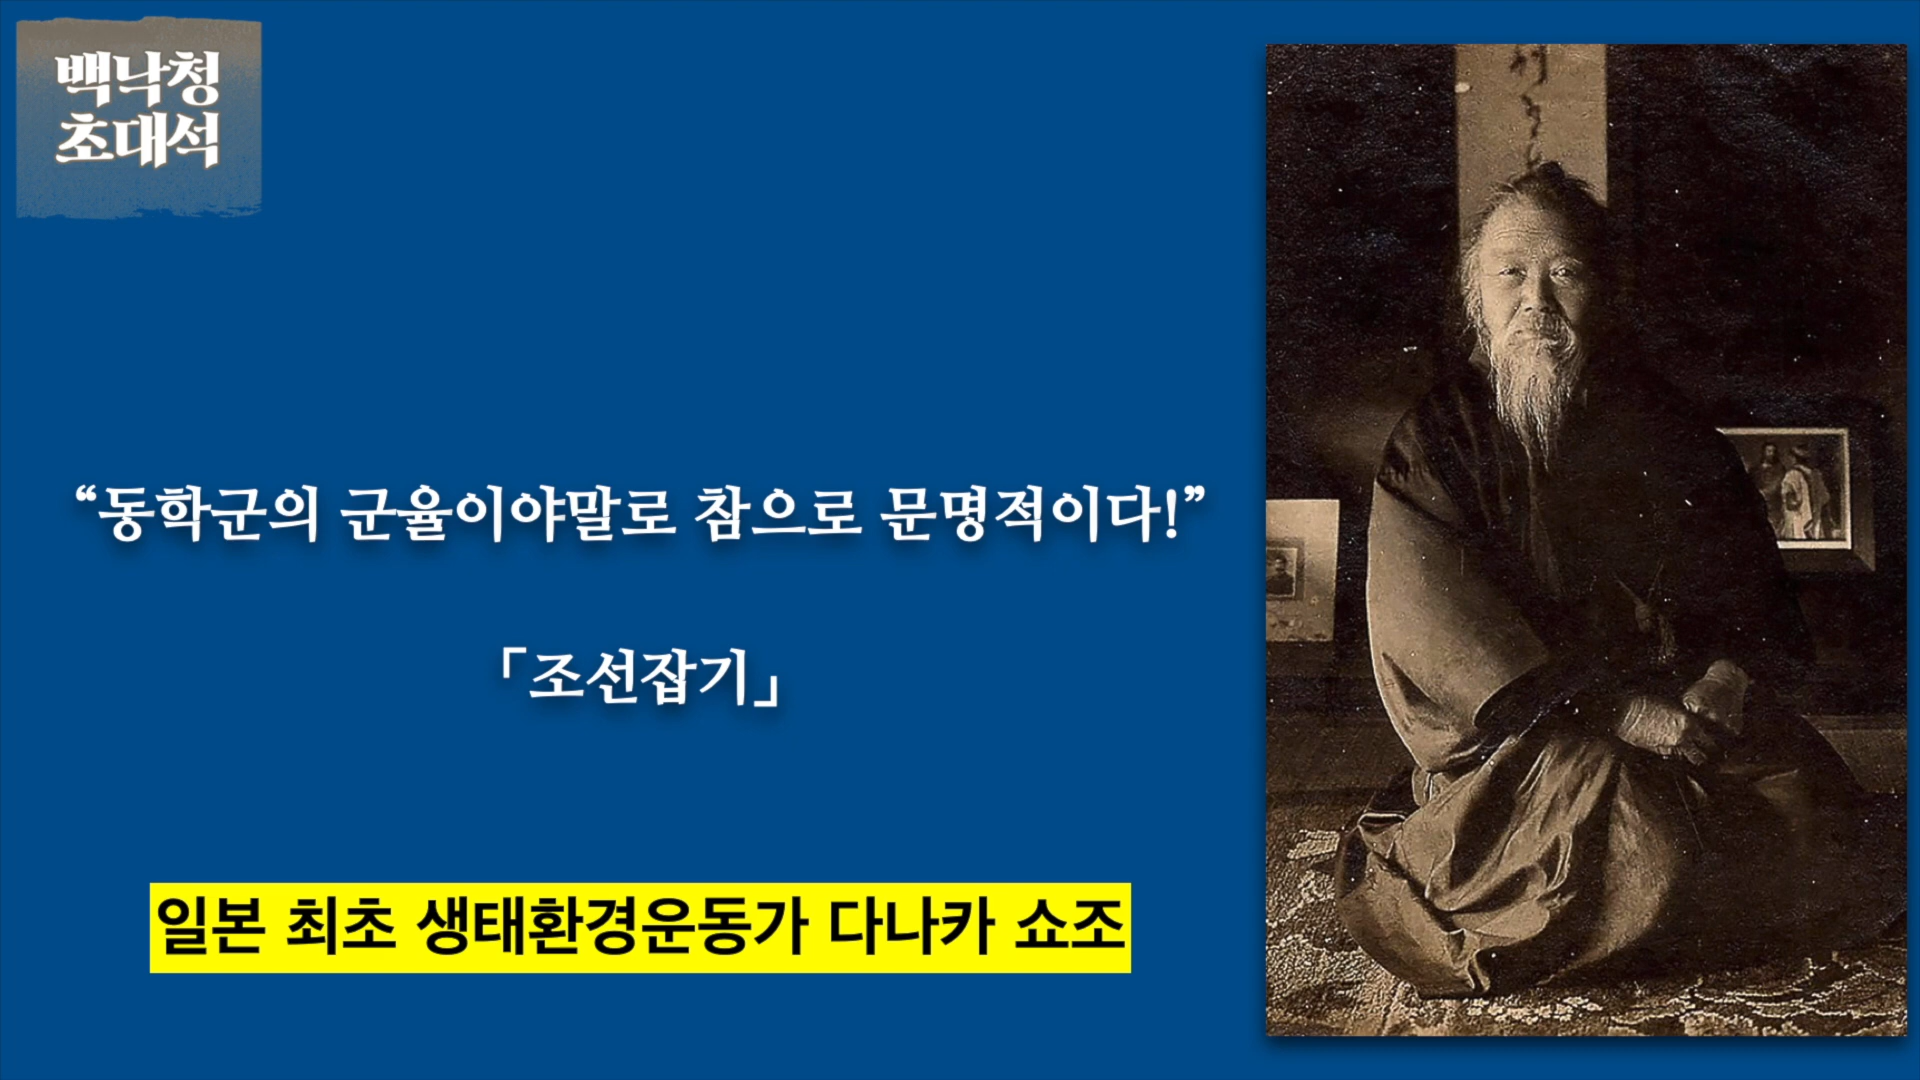 백낙청
초대석
“동학군의 군율이야말로 참으로 문명적이다!”
「조선잡기」
일본 최초 생태환경운동가 다나카 쇼조